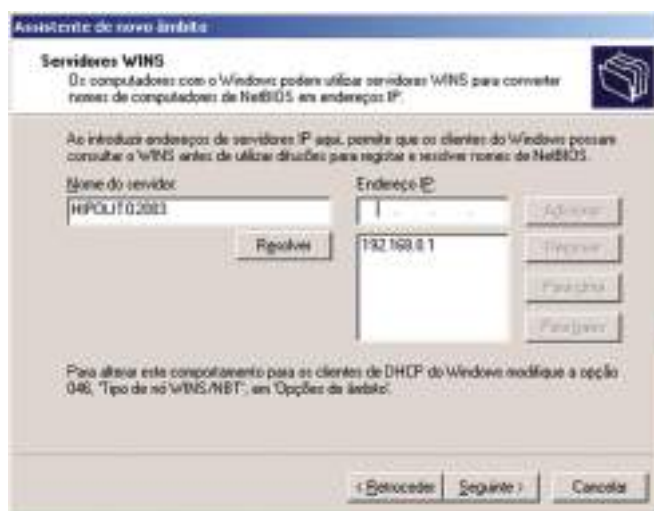 Assistente de novo âmbito
Servidores WINS
Os computadores com o Windows podem utilizar servidores WINS para converter
nomes de computadores de NetBIOS em endereços IP.
Ao introduzir endereços de servidores IP aqui, permite que os clientes do Windows possam
consultar o WINS antes de utilizar difusões para registar e resolver nomes de NetBIOS.
Nome do servidor: Endereço IP:
HIPOLITO2003 Adicionar
Resolver 192.168.0.1 Remover
Para cima
Para baixo
Para alterar este comportamento para os clientes de DHCP do Windows modifique a opção
046, 'Tipo de nó WINS/NBT', em 'Opções de âmbito'.
< Retroceder Seguinte > Cancelar